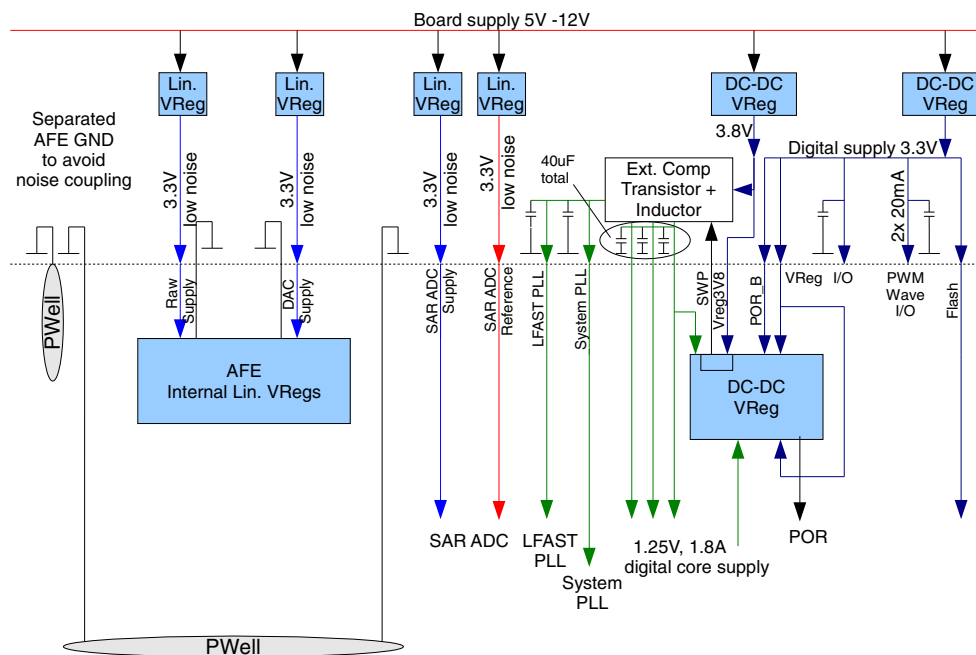 Board supply 5V -12V
Lin.
VReg
Lin.
VReg
Lin.
VReg
Lin.
VReg
DC-DC
VReg
DC-DC
VReg
Separated
AFE GND
to avoid
noise coupling
3.3V
low noise
3.3V
low noise
3.3V
low noise
3.3V
low noise
3.8V
Digital supply 3.3V
40uF
total
Ext. Comp
Transistor +
Inductor
2x 20mA
Raw
Supply
DAC
Supply
SAR ADC
Supply
SAR ADC
Reference
LFAST PLL
System PLL
SWP
Vreg3V8
POR_B
VReg
I/O
PWM
Wave
I/O
Flash
PWell
AFE
Internal Lin. VRegs
DC-DC
VReg
SAR ADC
LFAST
PLL
System
PLL
1.25V, 1.8A
digital core supply
POR
PWell